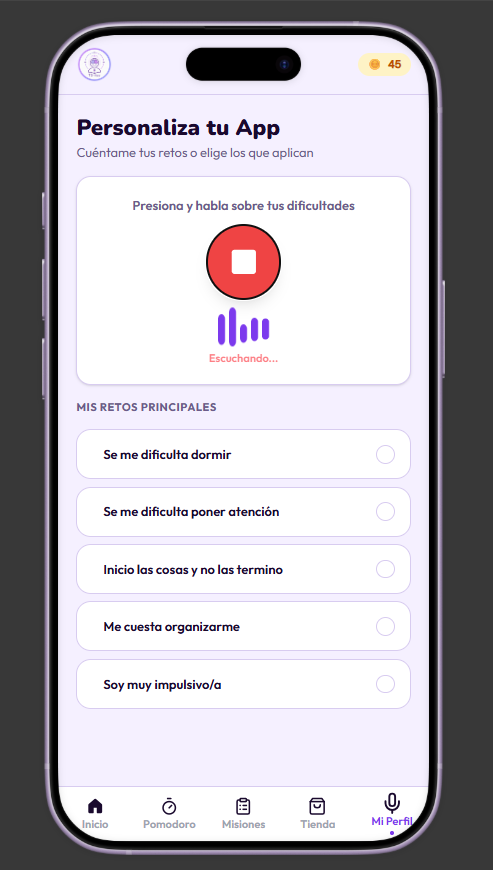 45
Personaliza tu App
Cuéntame tus retos o elige los que aplican
Presiona y habla sobre tus dificultades
Escuchando...
MIS RETOS PRINCIPALES
Se me dificulta dormir
Se me dificulta poner atención
Inicio las cosas y no las termino
Me cuesta organizarme
Soy muy impulsivo/a
Inicio
Pomodoro
Misiones
Tienda
Mi Perfil